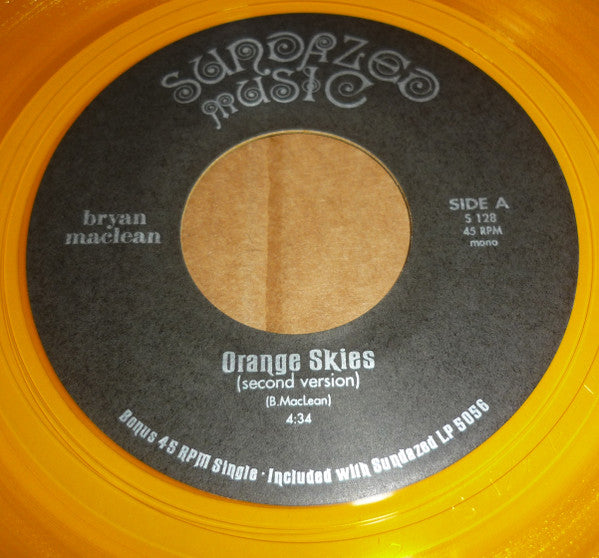 SUNDAZED
MUSIC
bryan
maclean
SIDE A
S 128
45 RPM
mono
Orange Skies
(second version)
(B.MacLean)
4:34
Bonus 45 RPM Single · Included with Sundazed LP 5056